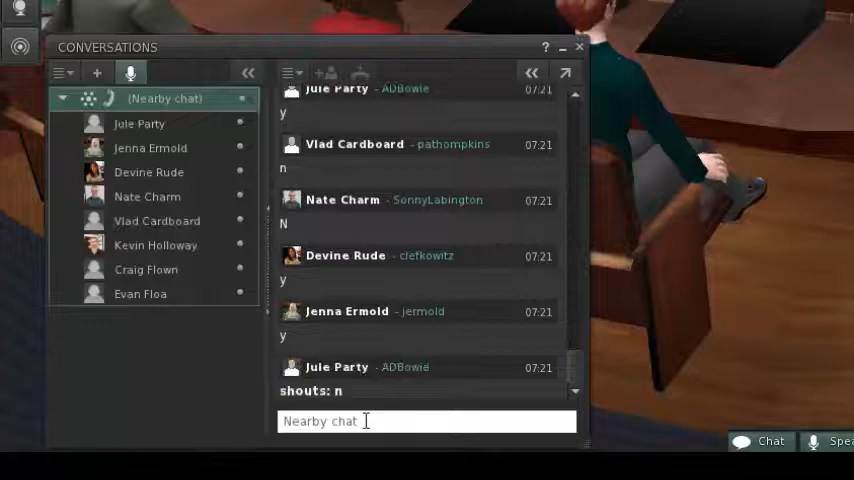 CONVERSATIONS
?
(Nearby chat)
Jule Party
Jenna Ermold
Devine Rude
Nate Charm
Vlad Cardboard
Kevin Holloway
Craig Flown
Evan Floa
Jule Party - ADBowie 07:21
y
Vlad Cardboard - pathompkins 07:21
n
Nate Charm - SonnyLabington 07:21
N
Devine Rude - clefkowitz 07:21
y
Jenna Ermold - jermold 07:21
y
Jule Party - ADBowie 07:21
shouts: n
Nearby chat
Chat
Spea